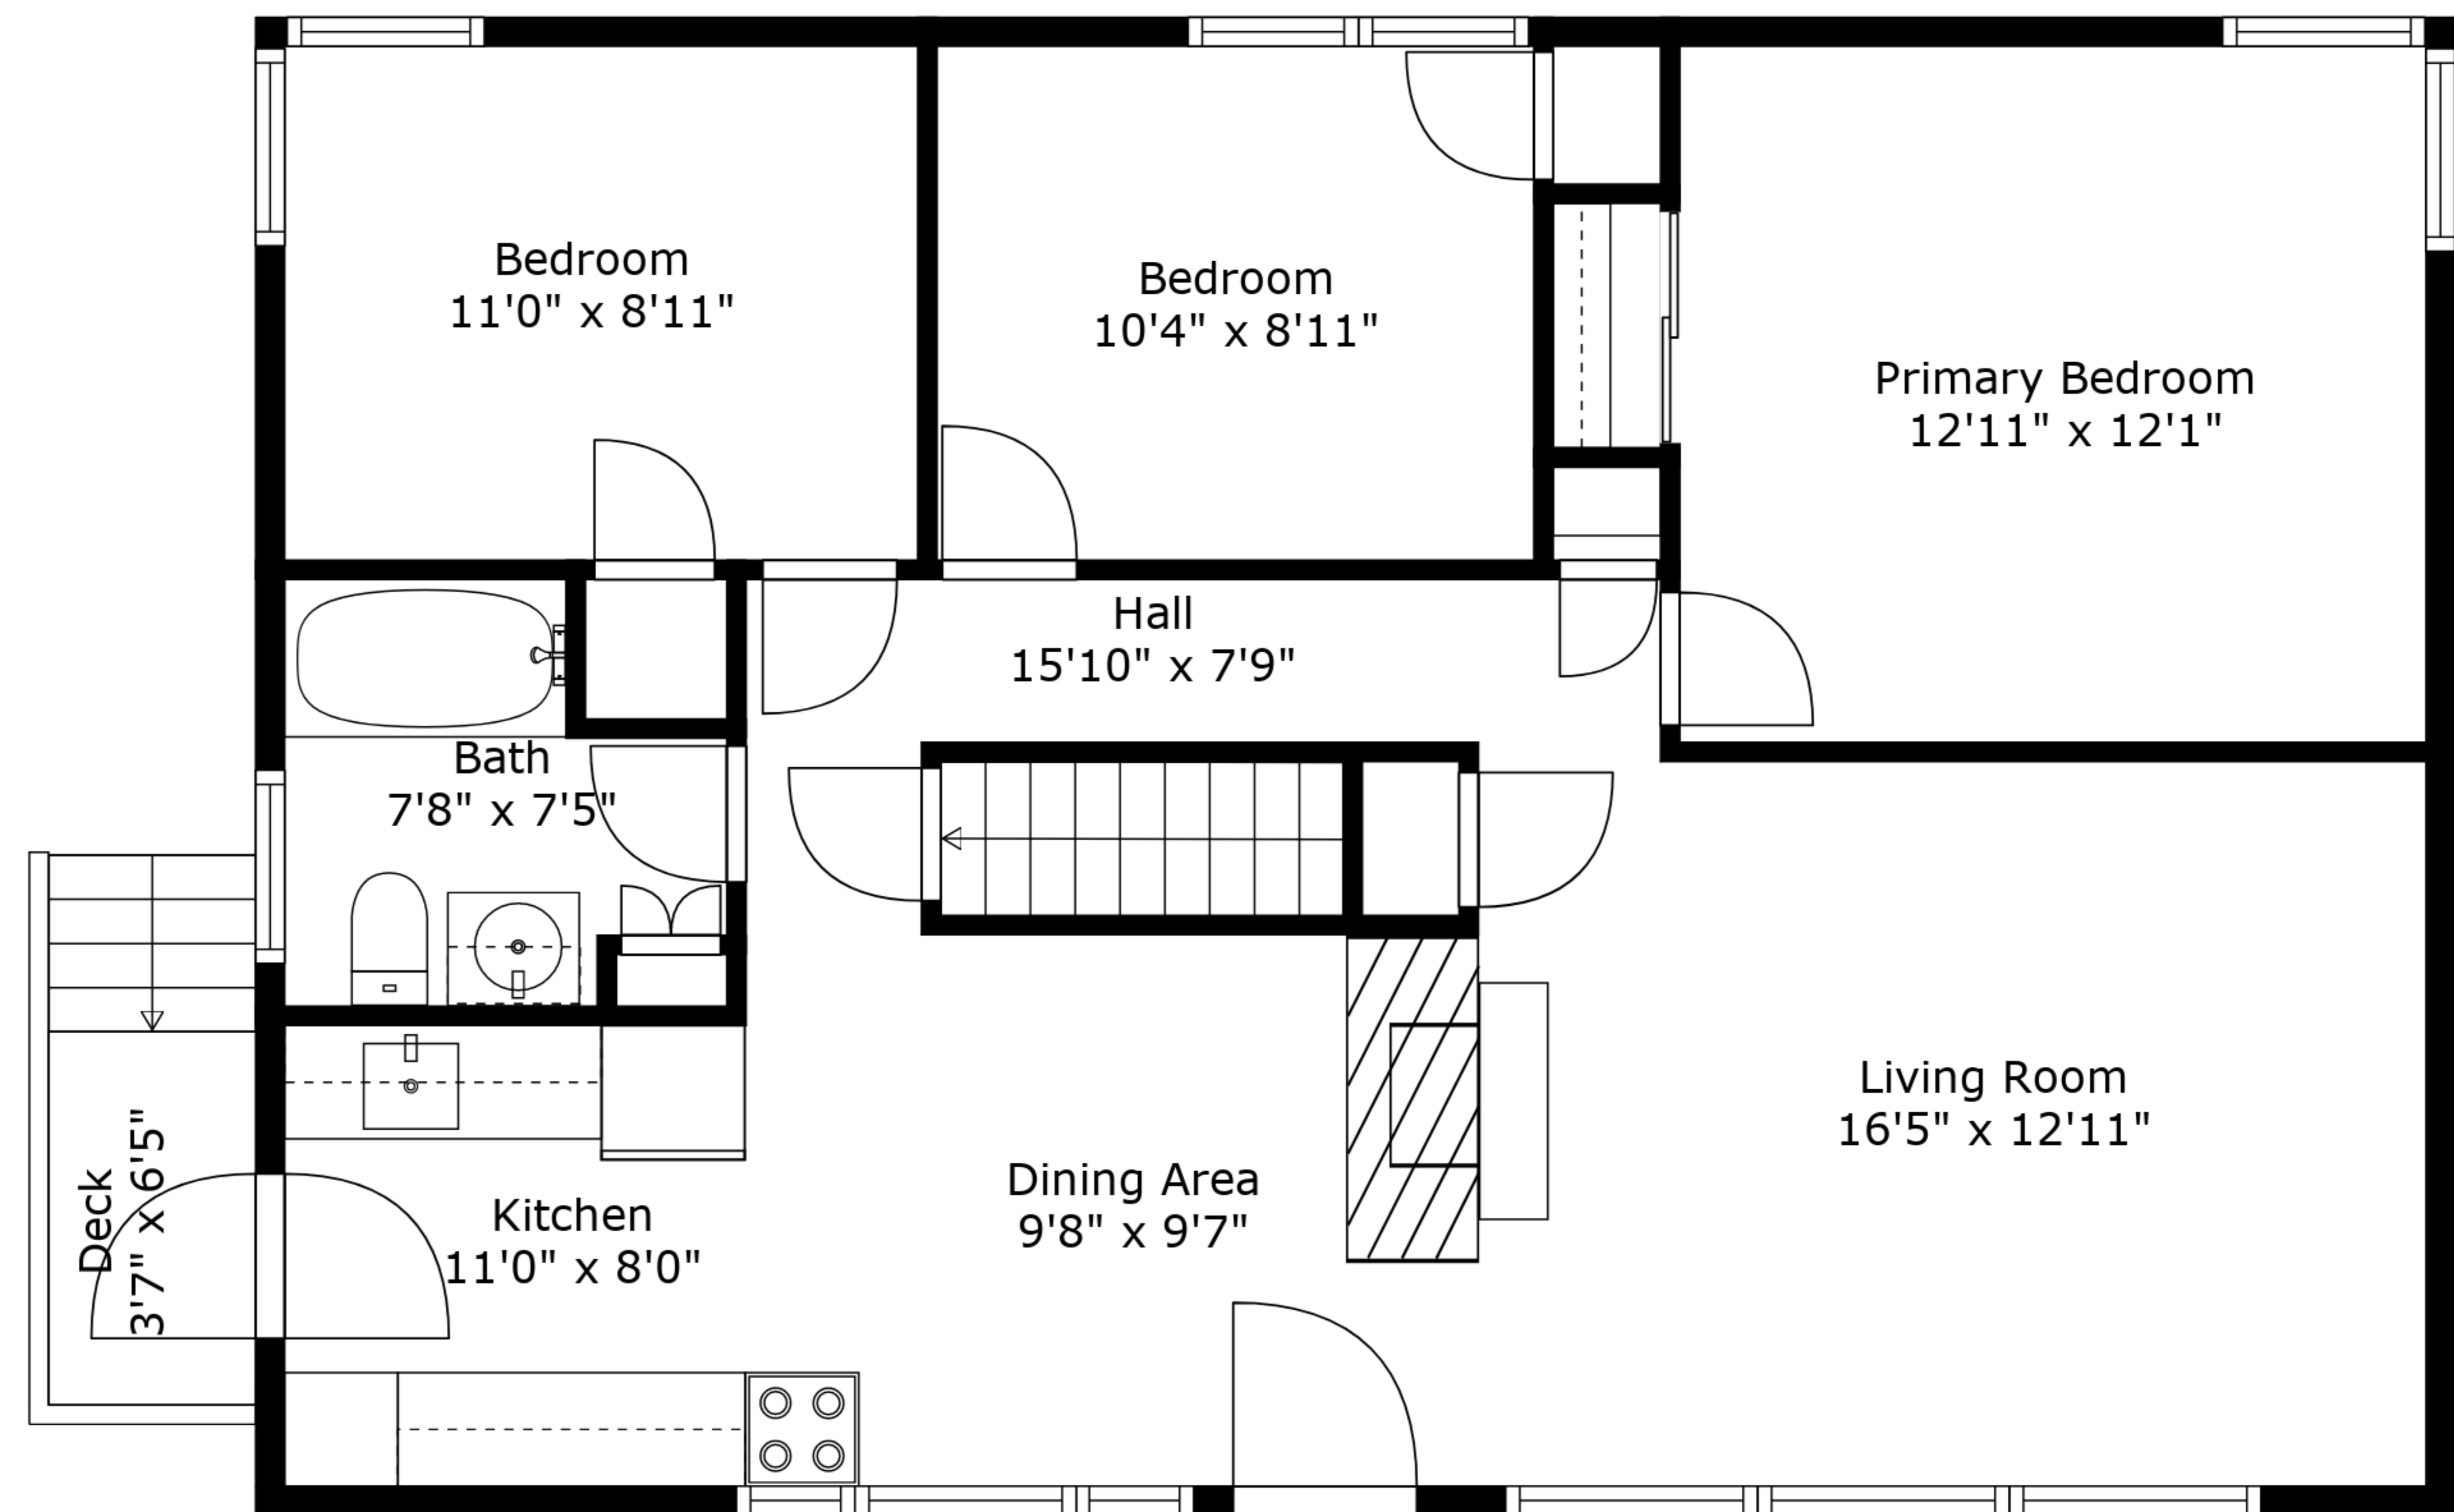 Bedroom
11'0" x 8'11"
Bedroom
10'4" x 8'11"
Primary Bedroom
12'11" x 12'1"
Hall
15'10" x 7'9"
Bath
7'8" x 7'5"
Living Room
16'5" x 12'11"
Dining Area
9'8" x 9'7"
Kitchen
11'0" x 8'0"
Deck
3'7" x 6'5"